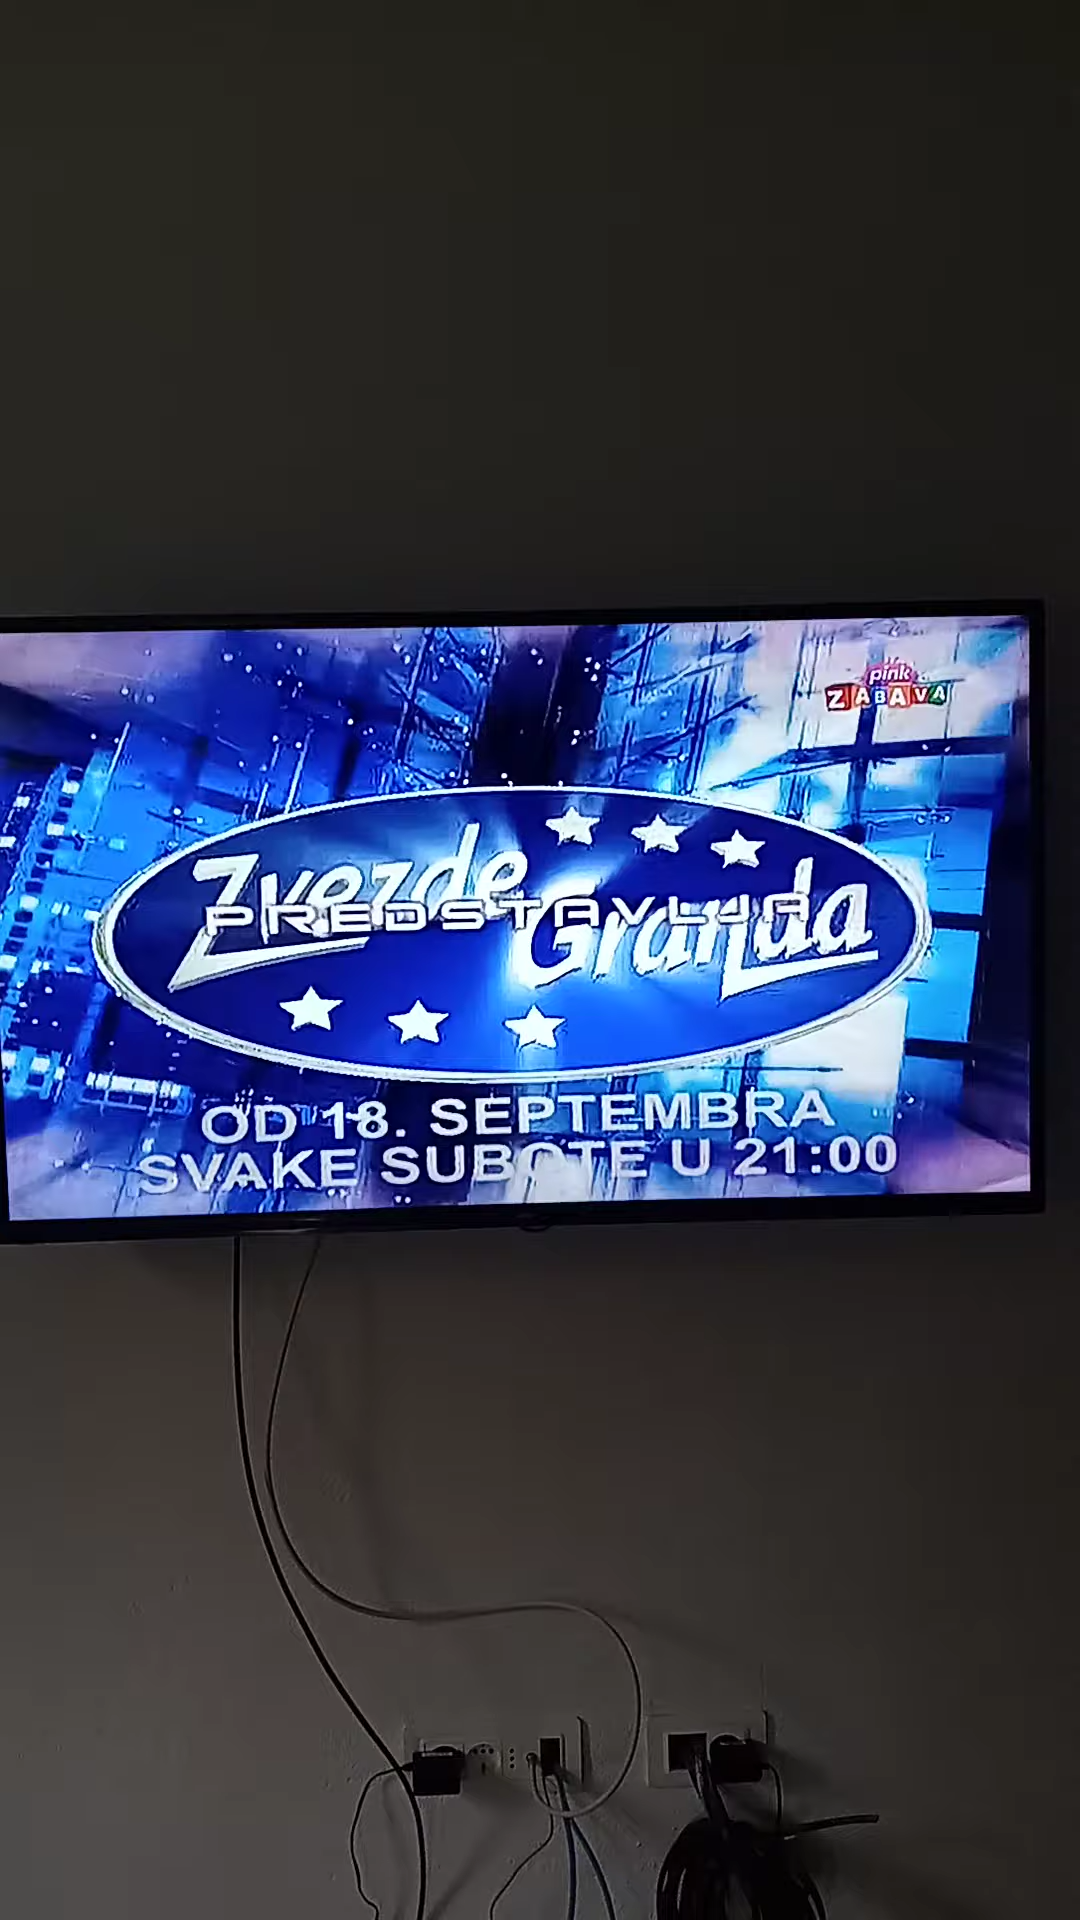 pink
ZABAVA
Zvezde
PREDSTAVLJA
Granda
OD 18. SEPTEMBRA
SVAKE SUBOTE U 21:00